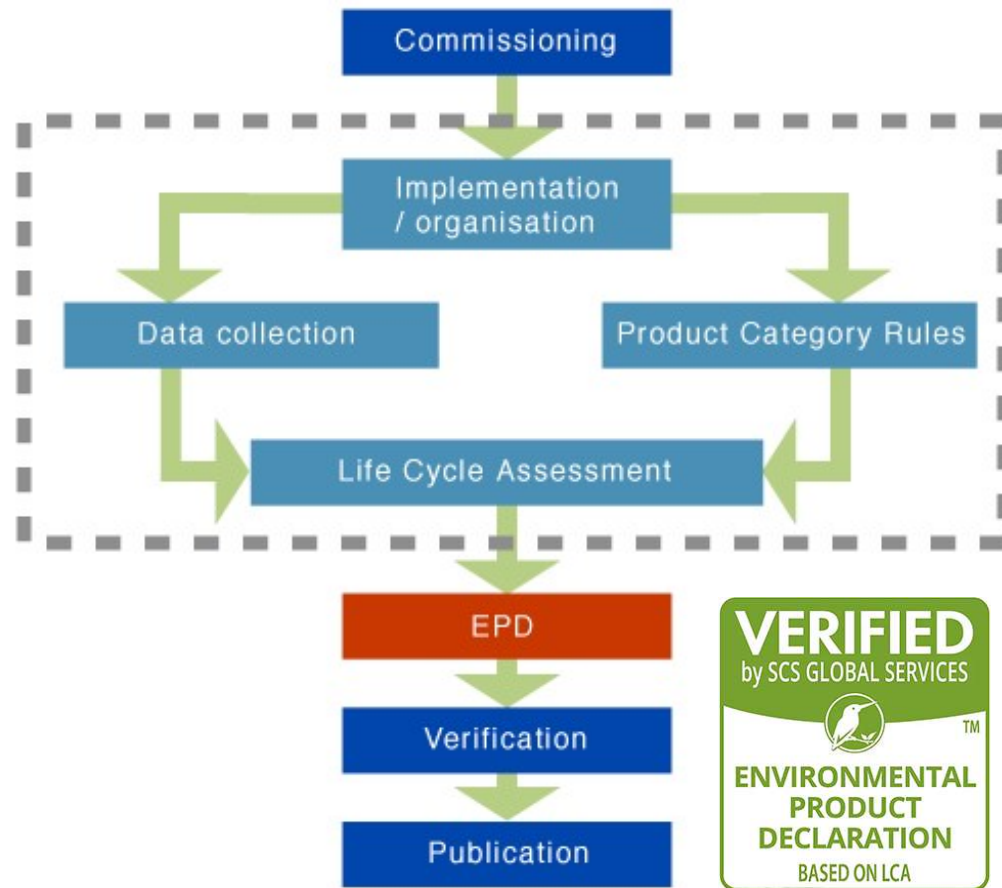 Commissioning
Implementation
/ organisation
Data collection
Product Category Rules
Life Cycle Assessment
EPD
Verification
Publication
VERIFIED
by SCS GLOBAL SERVICES
TM
ENVIRONMENTAL
PRODUCT
DECLARATION
BASED ON LCA